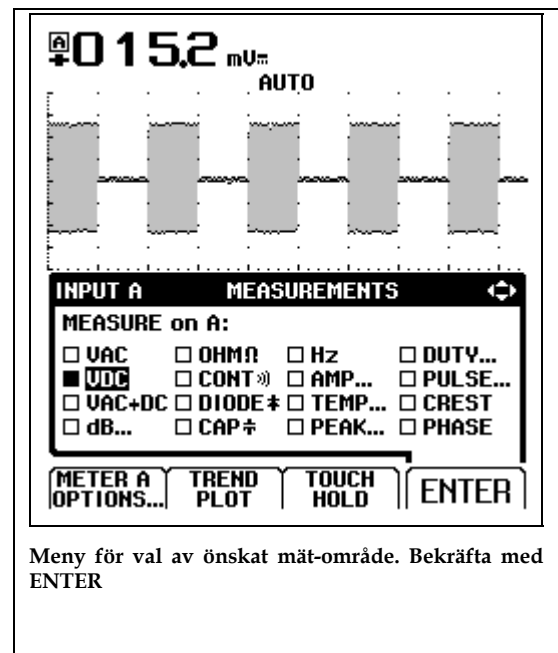 A 015.2 mV
AUTO
INPUT A MEASUREMENTS
MEASURE on A:
□ VAC □ OHMΩ □ Hz □ DUTY...
■ VDC □ CONT □ AMP... □ PULSE...
□ VAC+DC □ DIODE □ TEMP... □ CREST
□ dB... □ CAP □ PEAK... □ PHASE
METER A TREND TOUCH ENTER
OPTIONS... PLOT HOLD
Meny för val av önskat mät-område. Bekräfta med
ENTER